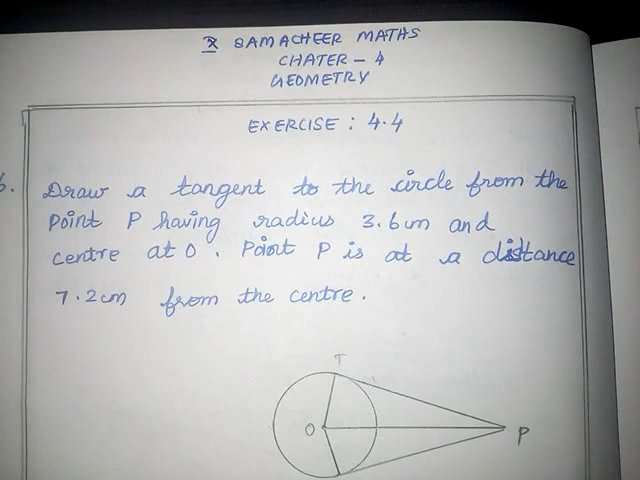 X SAMACHEER MATHS
CHATER - 4
GEOMETRY
EXERCISE : 4.4
Draw a tangent to the circle from the
point P having radius 3.6cm and
centre at O. Point P is at a distance
7.2cm from the centre.
T
O
P